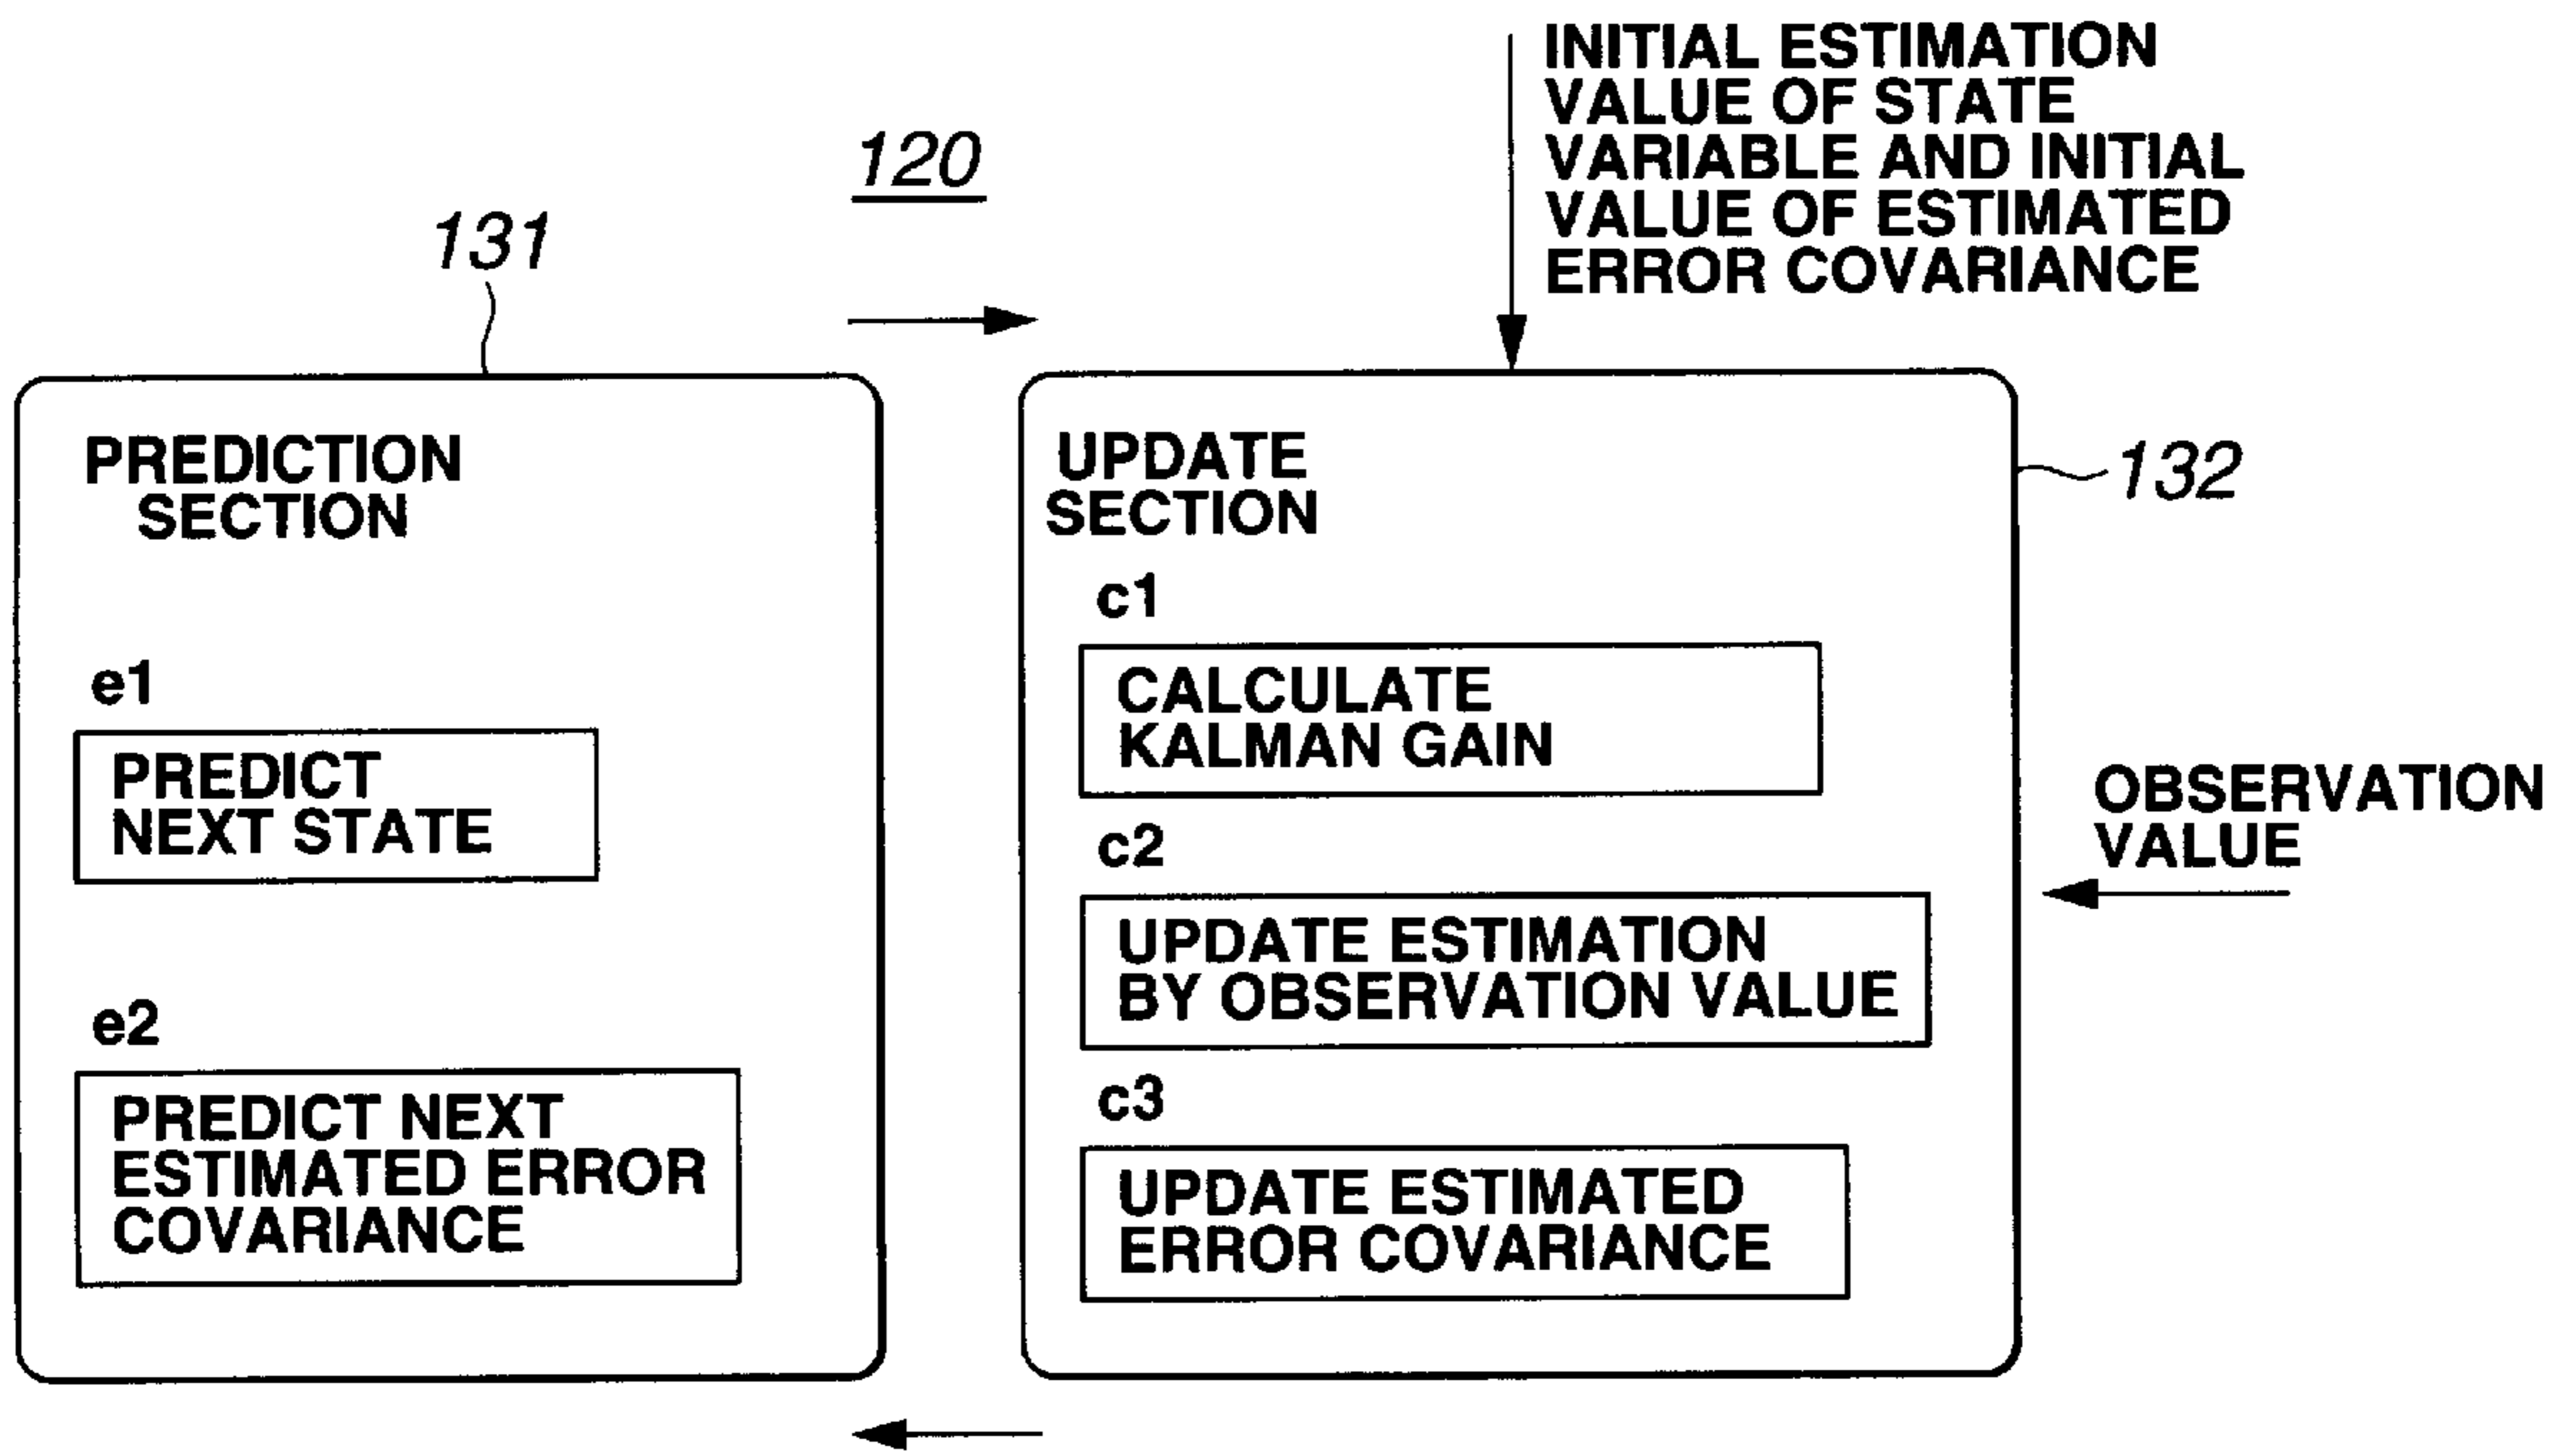 INITIAL ESTIMATION
VALUE OF STATE
VARIABLE AND INITIAL
VALUE OF ESTIMATED
ERROR COVARIANCE
120
131
PREDICTION
SECTION
e1
PREDICT
NEXT STATE
e2
PREDICT NEXT
ESTIMATED ERROR
COVARIANCE
UPDATE
SECTION
132
c1
CALCULATE
KALMAN GAIN
c2
UPDATE ESTIMATION
BY OBSERVATION VALUE
c3
UPDATE ESTIMATED
ERROR COVARIANCE
OBSERVATION
VALUE